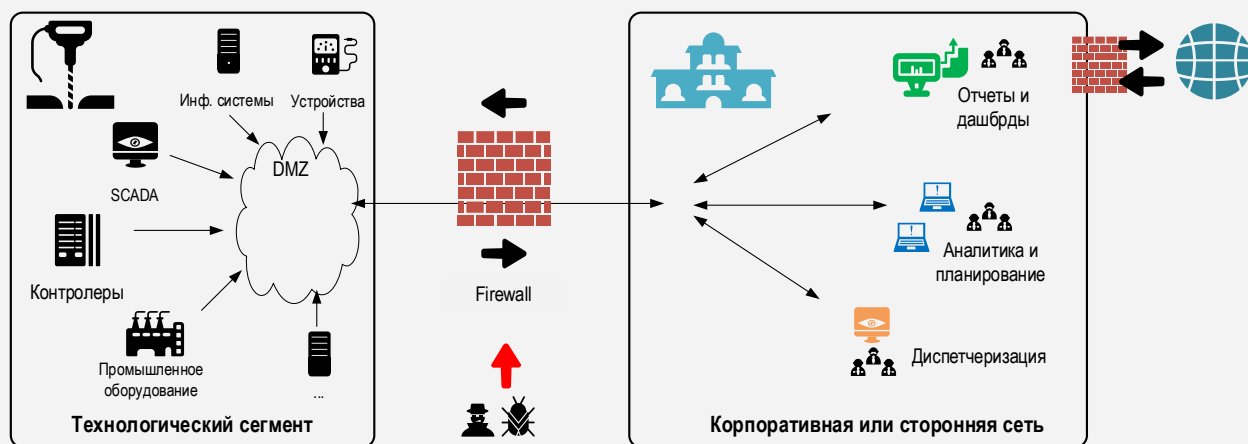 Инф. системы
Устройства
DMZ
SCADA
Контролеры
Промышленное
оборудование
...
Технологический сегмент
Firewall
Отчеты и
дашбрды
Аналитика и
планирование
Диспетчеризация
Корпоративная или сторонняя сеть